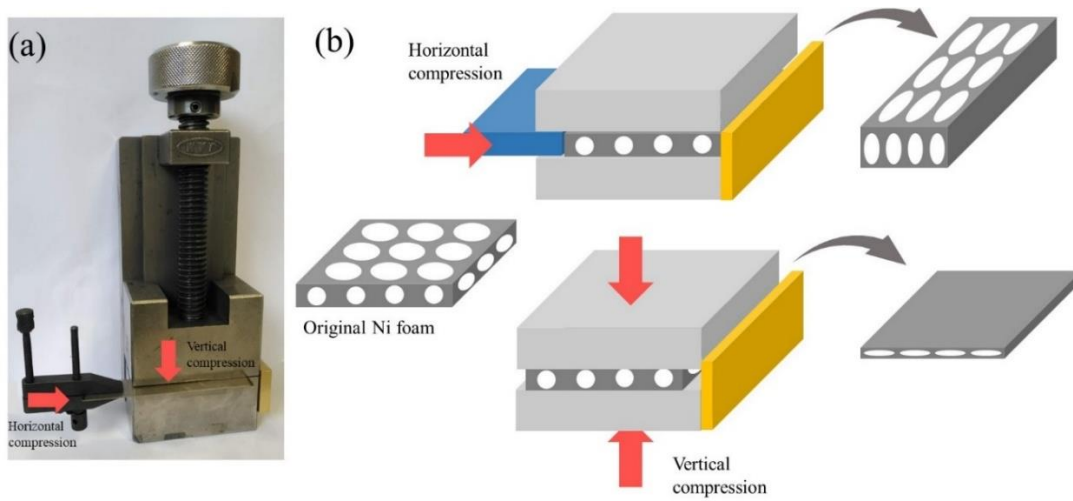 (a)
Vertical
compression
Horizontal
compression
(b)
Horizontal
compression
Original Ni foam
Vertical
compression